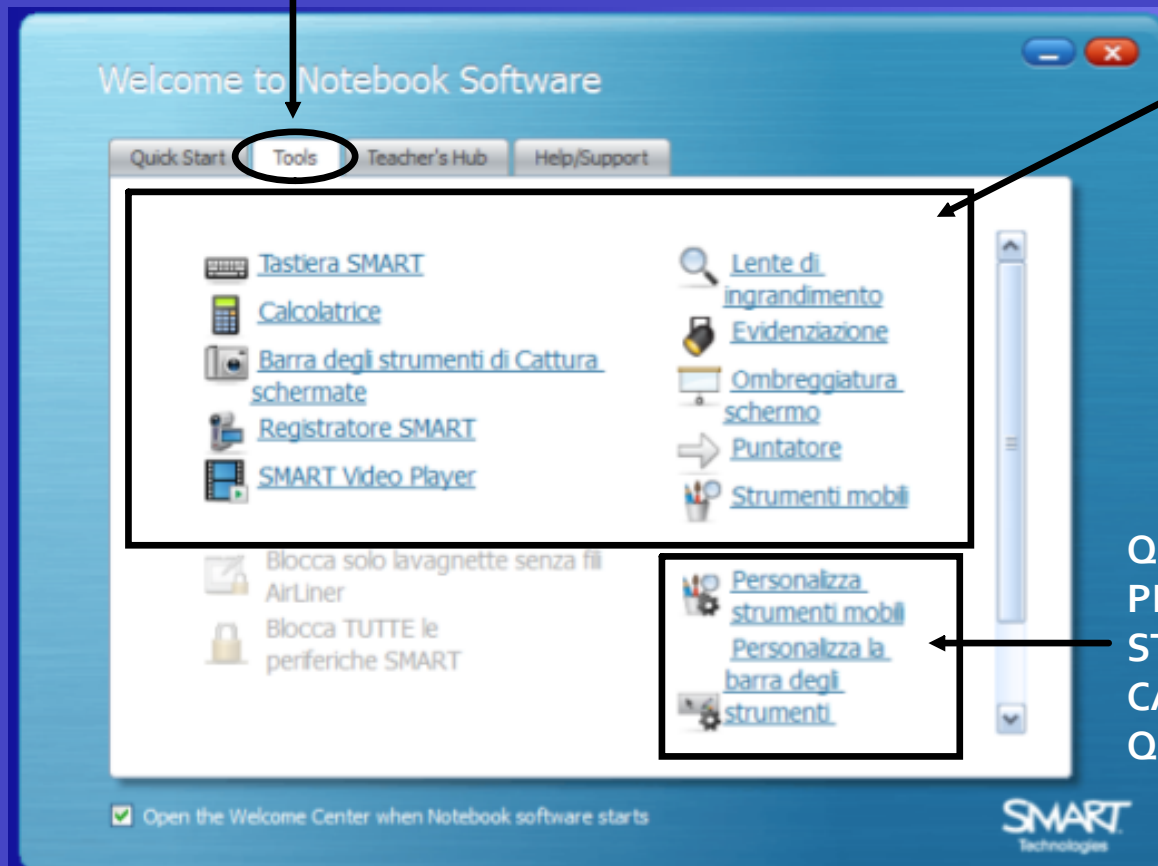 Welcome to Notebook Software
Quick Start
Tools
Teacher's Hub
Help/Support
Tastiera SMART
Calcolatrice
Barra degli strumenti di Cattura
schermate
Registratore SMART
SMART Video Player
Lente di
ingrandimento
Evidenziazione
Ombreggiatura
schermo
Puntatore
Strumenti mobili
Blocca solo lavagnette senza fili
AirLiner
Blocca TUTTE le
periferiche SMART
Personalizza
strumenti mobili
Personalizza la
barra degli
strumenti
Open the Welcome Center when Notebook software starts
SMART
Technologies